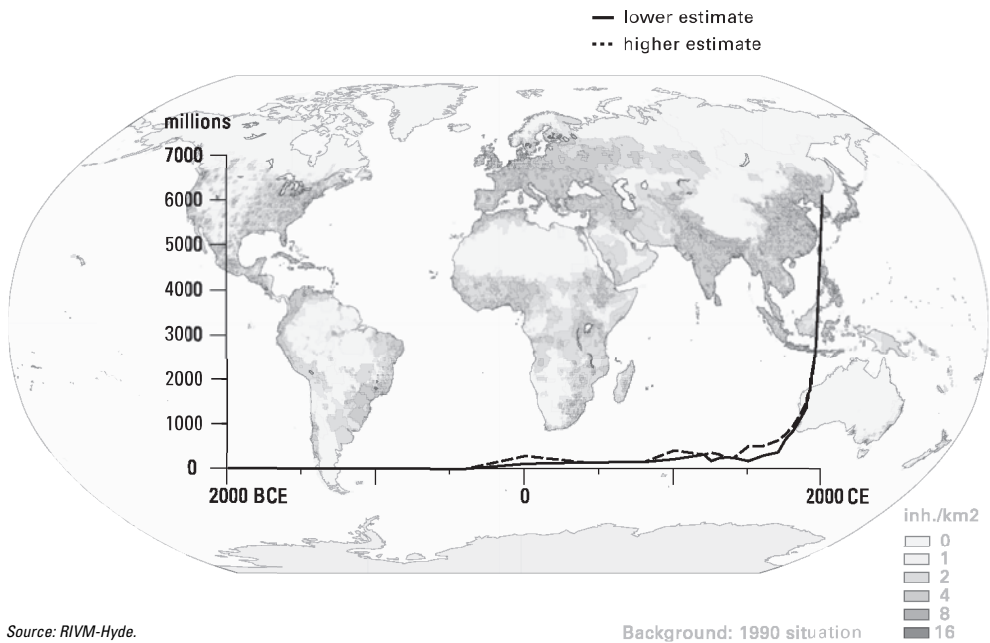 lower estimate
higher estimate
millions
7000
6000
5000
4000
3000
2000
1000
0
2000 BCE 0 2000 CE
inh./km2
0
1
2
4
8
16
Source: RIVM-Hyde.
Background: 1990 situation